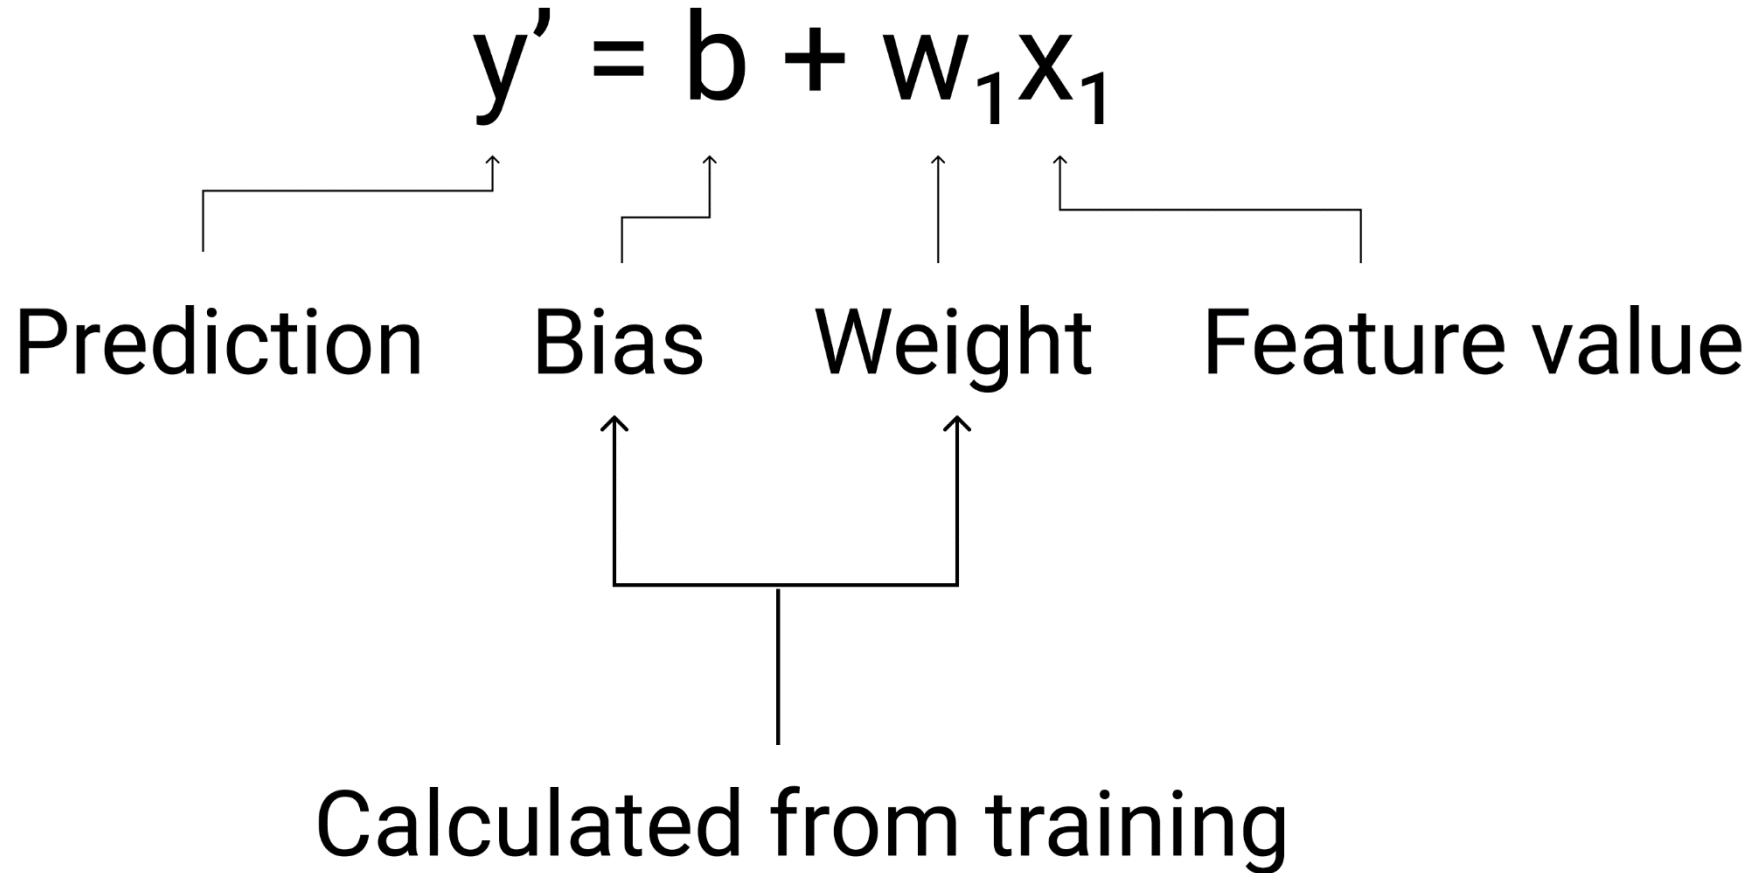 y’ = b + w₁x₁
Prediction Bias Weight Feature value
Calculated from training